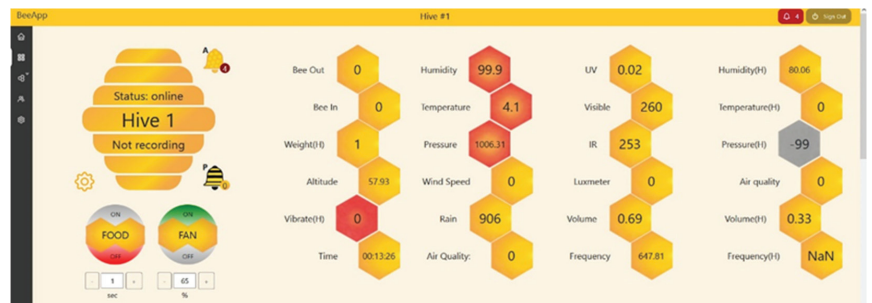 BeeApp
Hive #1
4
Sign Out
A
4
Status: online
Hive 1
Not recording
P
0
ON
FOOD
OFF
ON
FAN
OFF
- 1 +
sec
- 65 +
%
Bee Out 0
Bee In 0
Weight(H) 1
Altitude 57.93
Vibrate(H) 0
Time 00:13:26
Humidity 99.9
Temperature 4.1
Pressure 1006.31
Wind Speed 0
Rain 906
Air Quality: 0
UV 0.02
Visible 260
IR 253
Luxmeter 0
Volume 0.69
Frequency 647.81
Humidity(H) 80.06
Temperature(H) 0
Pressure(H) -99
Air quality 0
Volume(H) 0.33
Frequency(H) NaN